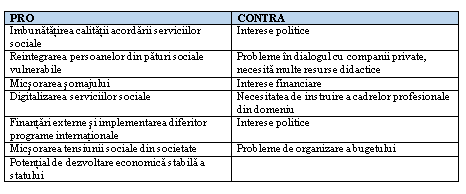 PRO
CONTRA
Imbunătățirea calității acordării serviciilor
sociale
Interese politice
Reintegrarea persoanelor din pături sociale
vulnerabile
Probleme în dialogul cu companii private,
necesită multe resurse didactice
Micșorarea șomajului
Interese financiare
Digitalizarea serviciilor sociale
Necesitatea de instruire a cadrelor profesionale
din domeniu
Finanțări externe și implementarea diferitor
programe internaționale
Interese politice
Micșorarea tensiunii sociale din societate
Probleme de organizare a bugetului
Potențial de dezvoltare economică stabilă a
statului